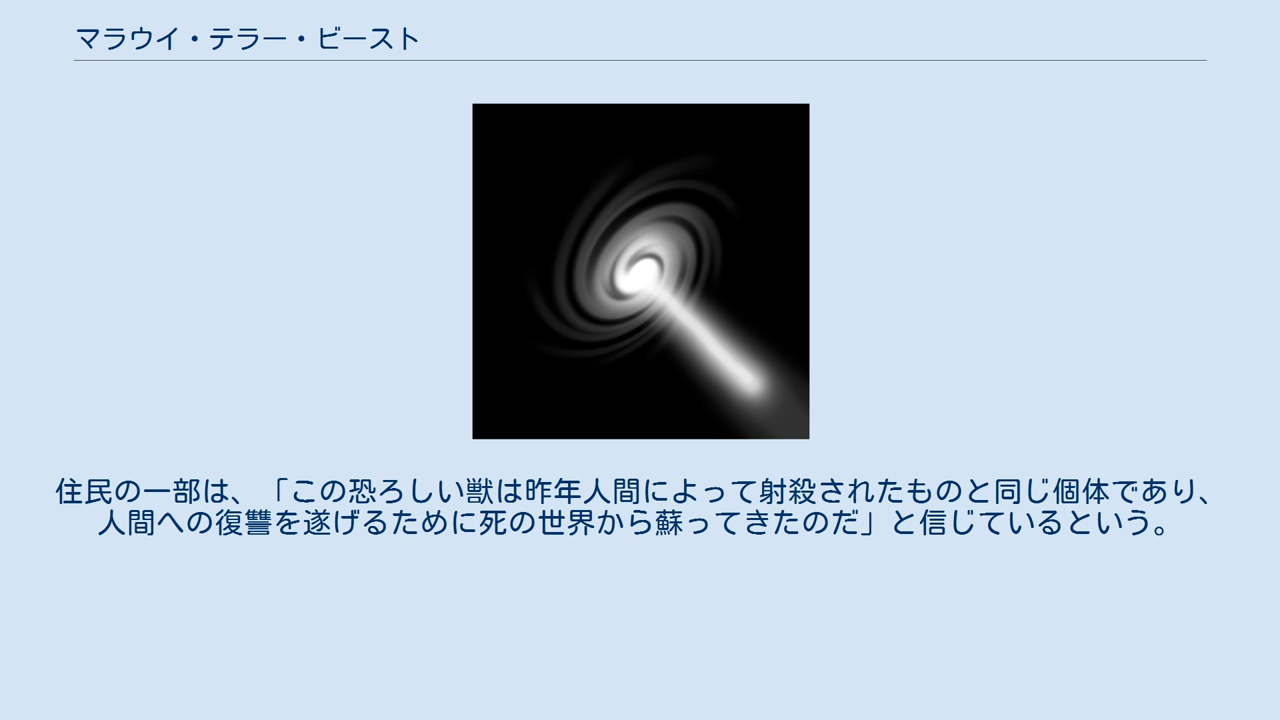 マラウイ・テラー・ビースト
住民の一部は、「この恐ろしい獣は昨年人間によって射殺されたものと同じ個体であり、
人間への復讐を遂げるために死の世界から蘇ってきたのだ」と信じているという。